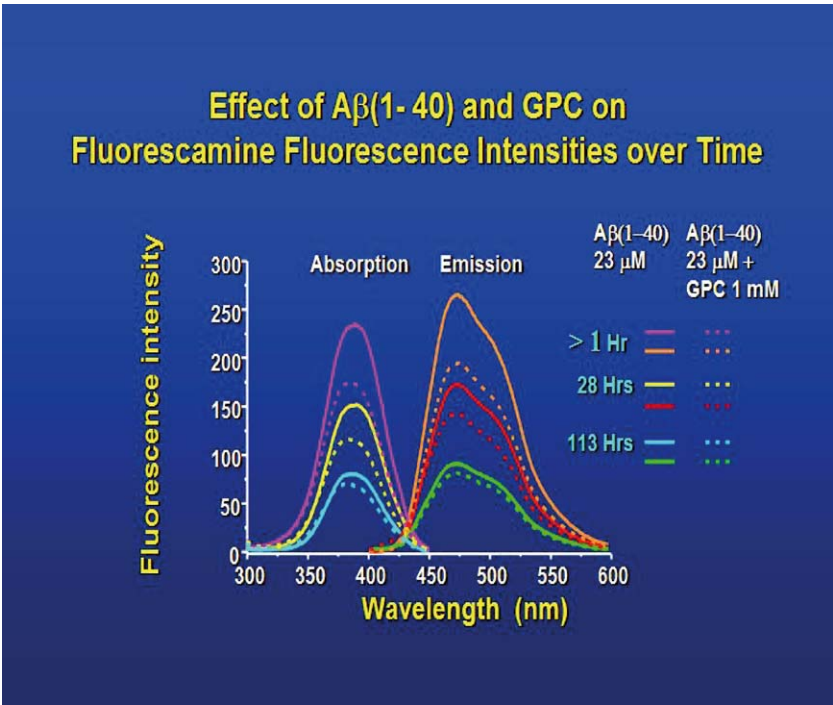 Effect of Aβ(1- 40) and GPC on
Fluorescamine Fluorescence Intensities over Time
Aβ(1–40) Aβ(1–40)
23 μM 23 μM +
GPC 1 mM
Absorption Emission
> 1 Hr
28 Hrs
113 Hrs
Fluorescence intensity
300
250
200
150
100
50
0
300 350 400 450 500 550 600
Wavelength (nm)